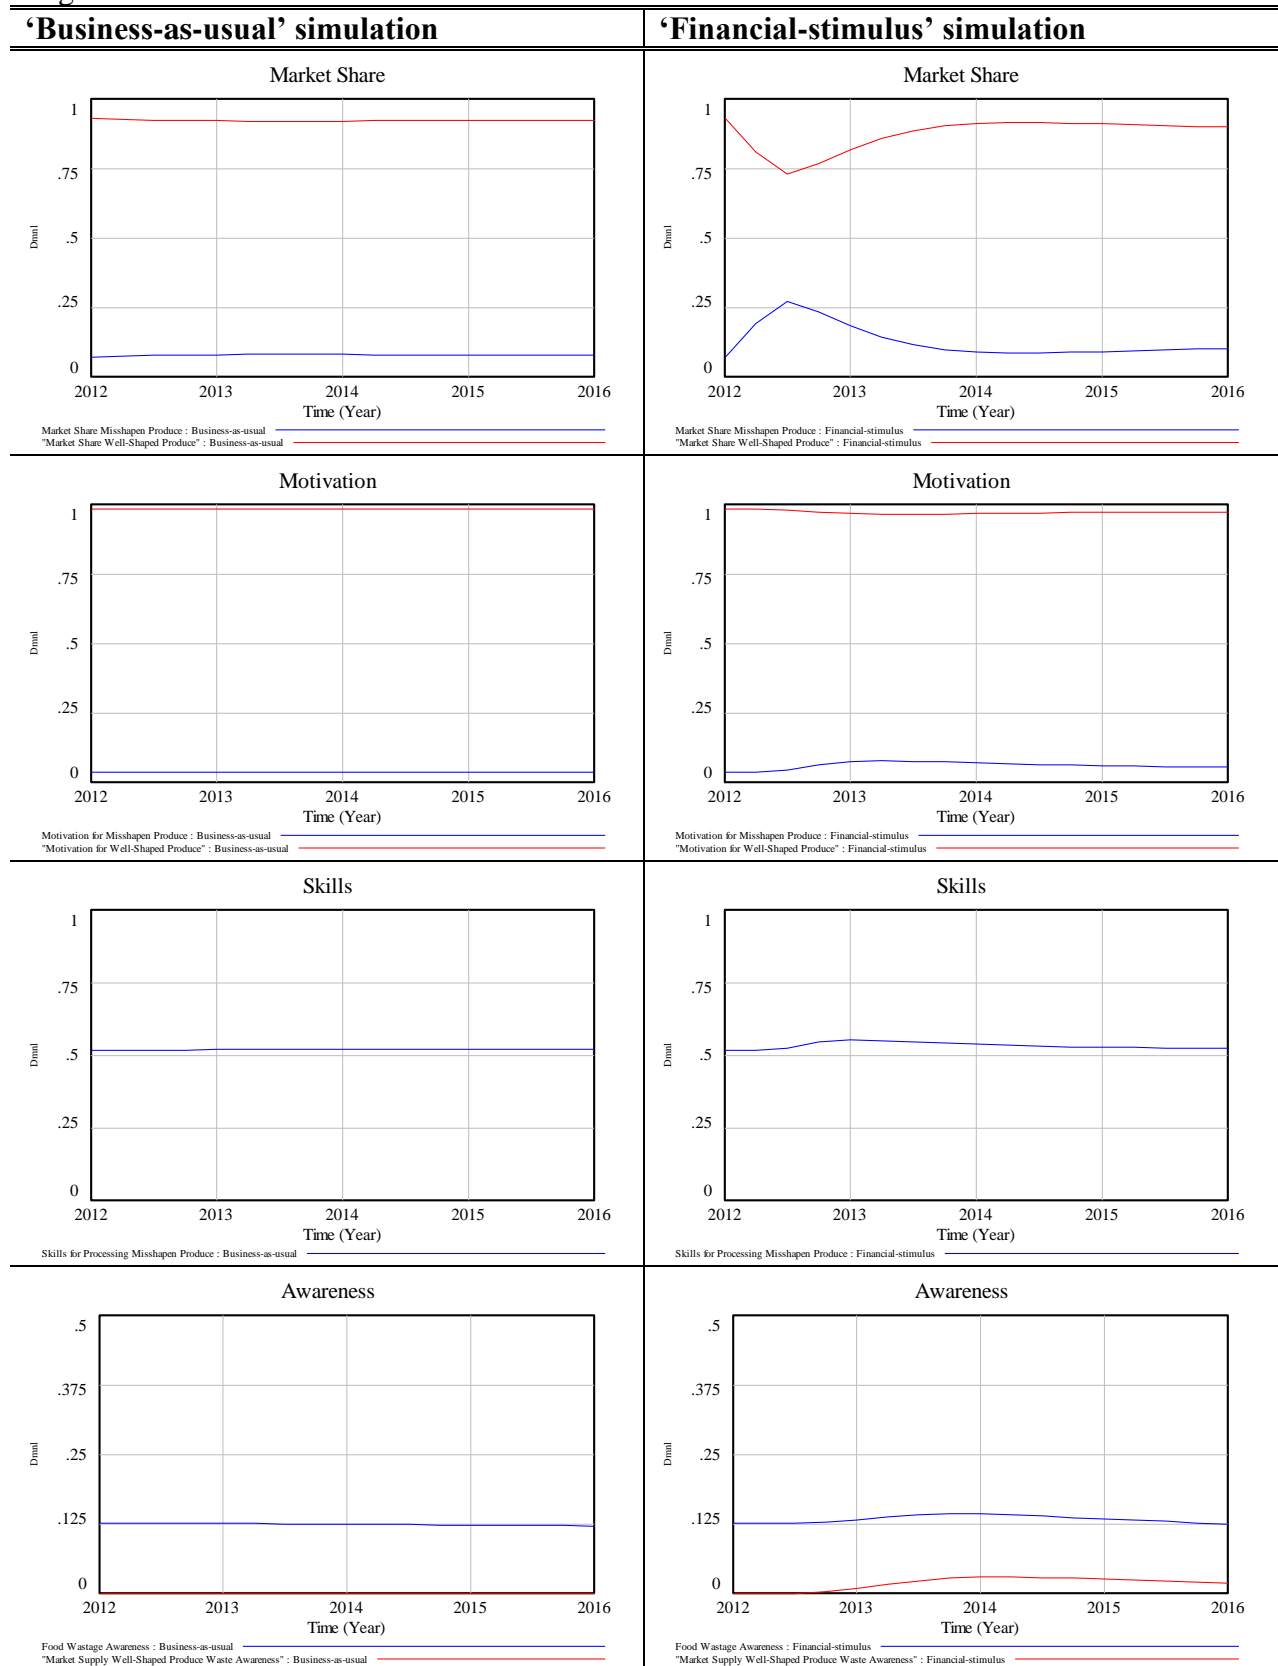 ‘Business-as-usual’ simulation
‘Financial-stimulus’ simulation
Market Share
1
.75
.5
.25
0
Dmnl
2012 2013 2014 2015 2016
Time (Year)
Market Share Misshapen Produce : Business-as-usual
"Market Share Well-Shaped Produce" : Business-as-usual
Market Share
1
.75
.5
.25
0
Dmnl
2012 2013 2014 2015 2016
Time (Year)
Market Share Misshapen Produce : Financial-stimulus
"Market Share Well-Shaped Produce" : Financial-stimulus
Motivation
1
.75
.5
.25
0
Dmnl
2012 2013 2014 2015 2016
Time (Year)
Motivation for Misshapen Produce : Business-as-usual
"Motivation for Well-Shaped Produce" : Business-as-usual
Motivation
1
.75
.5
.25
0
Dmnl
2012 2013 2014 2015 2016
Time (Year)
Motivation for Misshapen Produce : Financial-stimulus
"Motivation for Well-Shaped Produce" : Financial-stimulus
Skills
1
.75
.5
.25
0
Dmnl
2012 2013 2014 2015 2016
Time (Year)
Skills for Processing Misshapen Produce : Business-as-usual
Skills
1
.75
.5
.25
0
Dmnl
2012 2013 2014 2015 2016
Time (Year)
Skills for Processing Misshapen Produce : Financial-stimulus
Awareness
.5
.375
.25
.125
0
Dmnl
2012 2013 2014 2015 2016
Time (Year)
Food Wastage Awareness : Business-as-usual
"Market Supply Well-Shaped Produce Waste Awareness" : Business-as-usual
Awareness
.5
.375
.25
.125
0
Dmnl
2012 2013 2014 2015 2016
Time (Year)
Food Wastage Awareness : Financial-stimulus
"Market Supply Well-Shaped Produce Waste Awareness" : Financial-stimulus